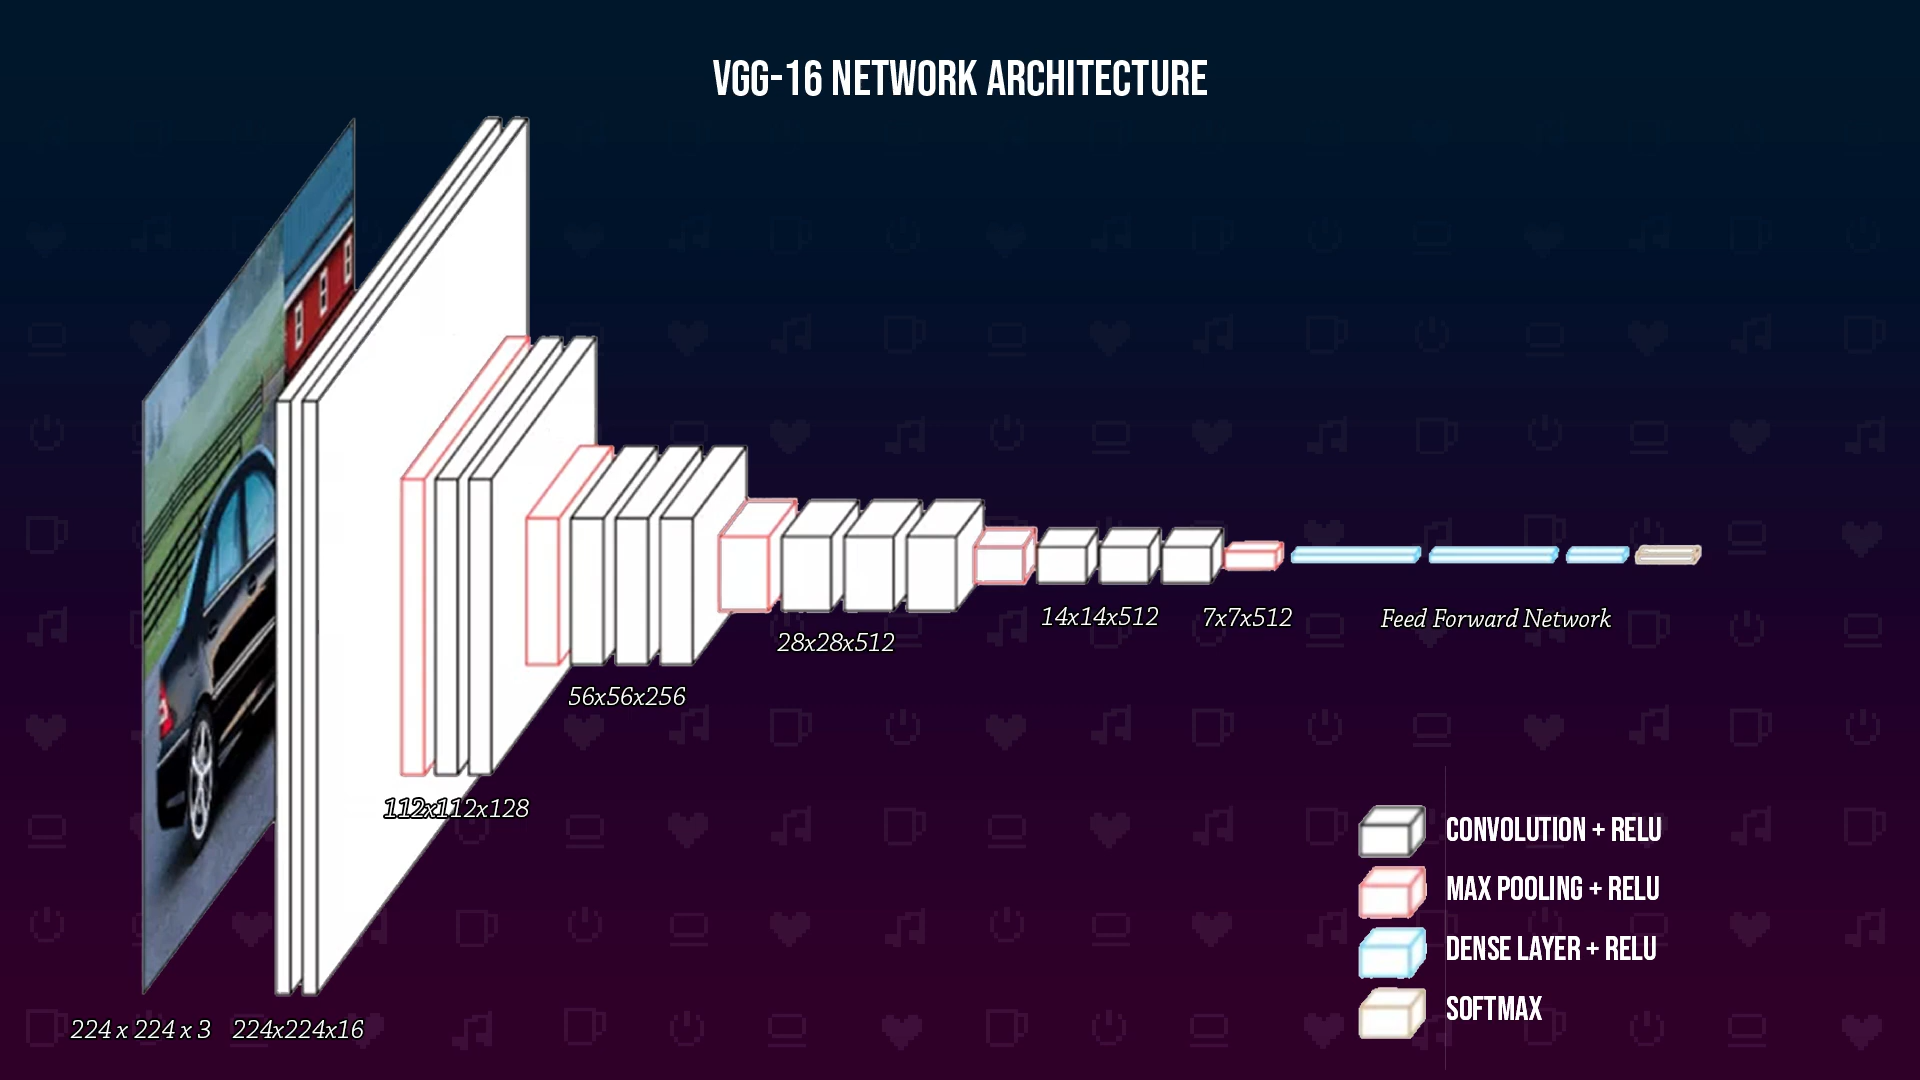 VGG-16 NETWORK ARCHITECTURE
224 x 224 x 3
224x224x16
112x112x128
56x56x256
28x28x512
14x14x512
7x7x512
Feed Forward Network
CONVOLUTION + RELU
MAX POOLING + RELU
DENSE LAYER + RELU
SOFTMAX